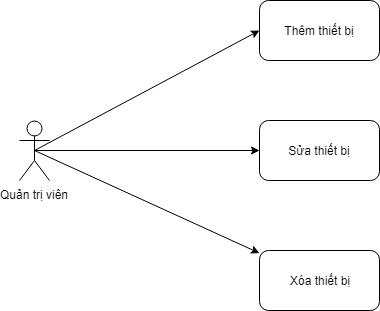 Thêm thiết bị
Sửa thiết bị
Quản trị viên
Xóa thiết bị